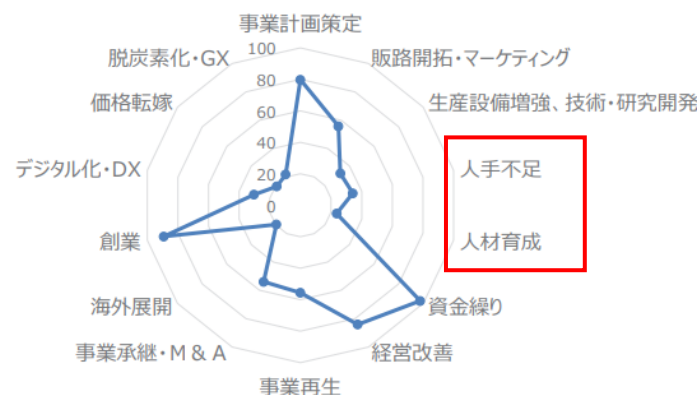 事業計画策定
販路開拓・マーケティング
生産設備増強、技術・研究開発
人手不足
人材育成
資金繰り
経営改善
事業再生
事業承継・M & A
海外展開
創業
デジタル化・DX
価格転嫁
脱炭素化・GX
100
80
60
40
20
0